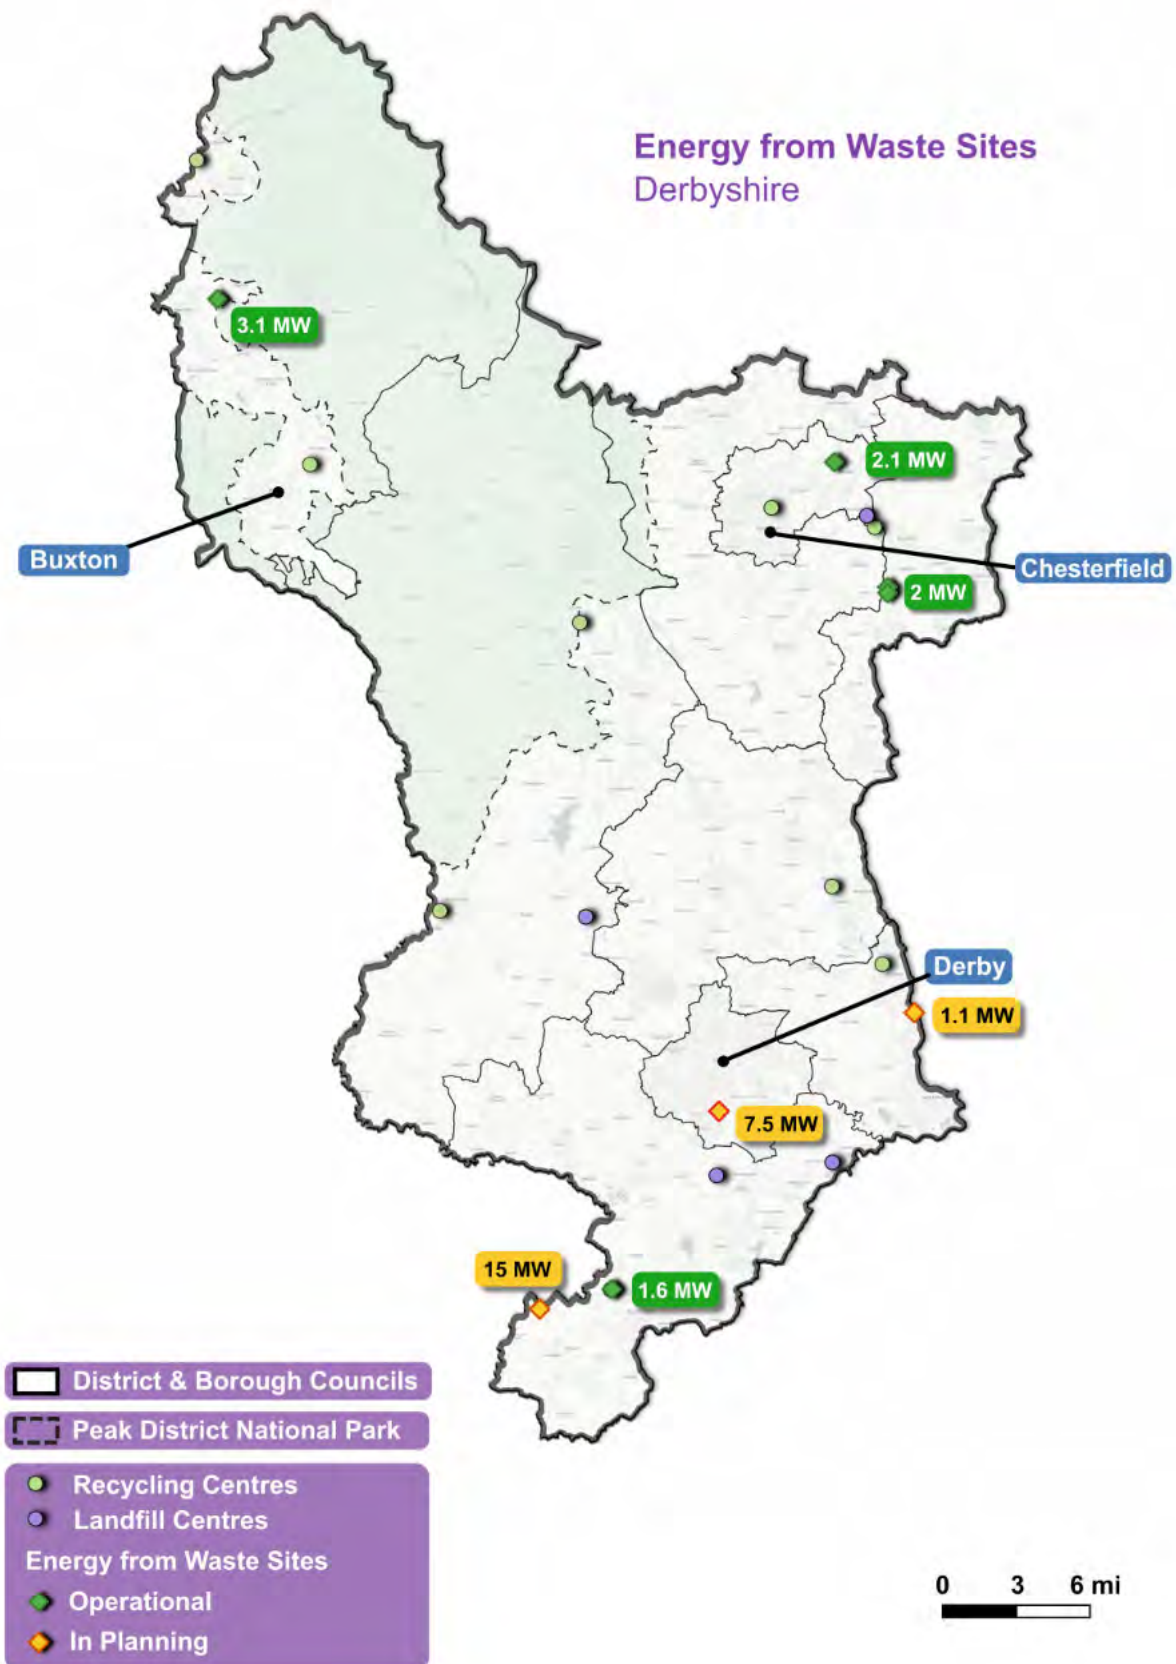 Energy from Waste Sites
Derbyshire
3.1 MW
2.1 MW
Buxton
Chesterfield
2 MW
Derby
1.1 MW
7.5 MW
15 MW
1.6 MW
District & Borough Councils
Peak District National Park
Recycling Centres
Landfill Centres
Energy from Waste Sites
Operational
In Planning
0 3 6 mi